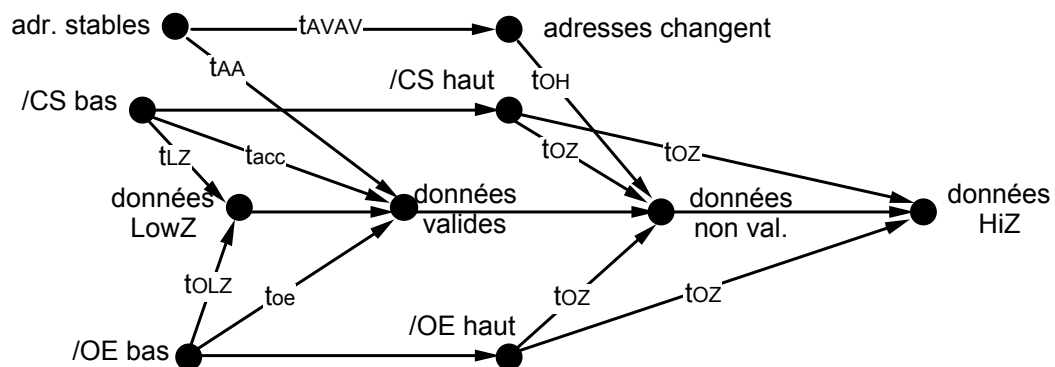 adr. stables
tAVAV
adresses changent
tAA
tOH
/CS haut
/CS bas
tLZ
tacc
tOZ
tOZ
données
LowZ
données
valides
données
non val.
données
HiZ
tOLZ
toe
tOZ
tOZ
/OE haut
/OE bas